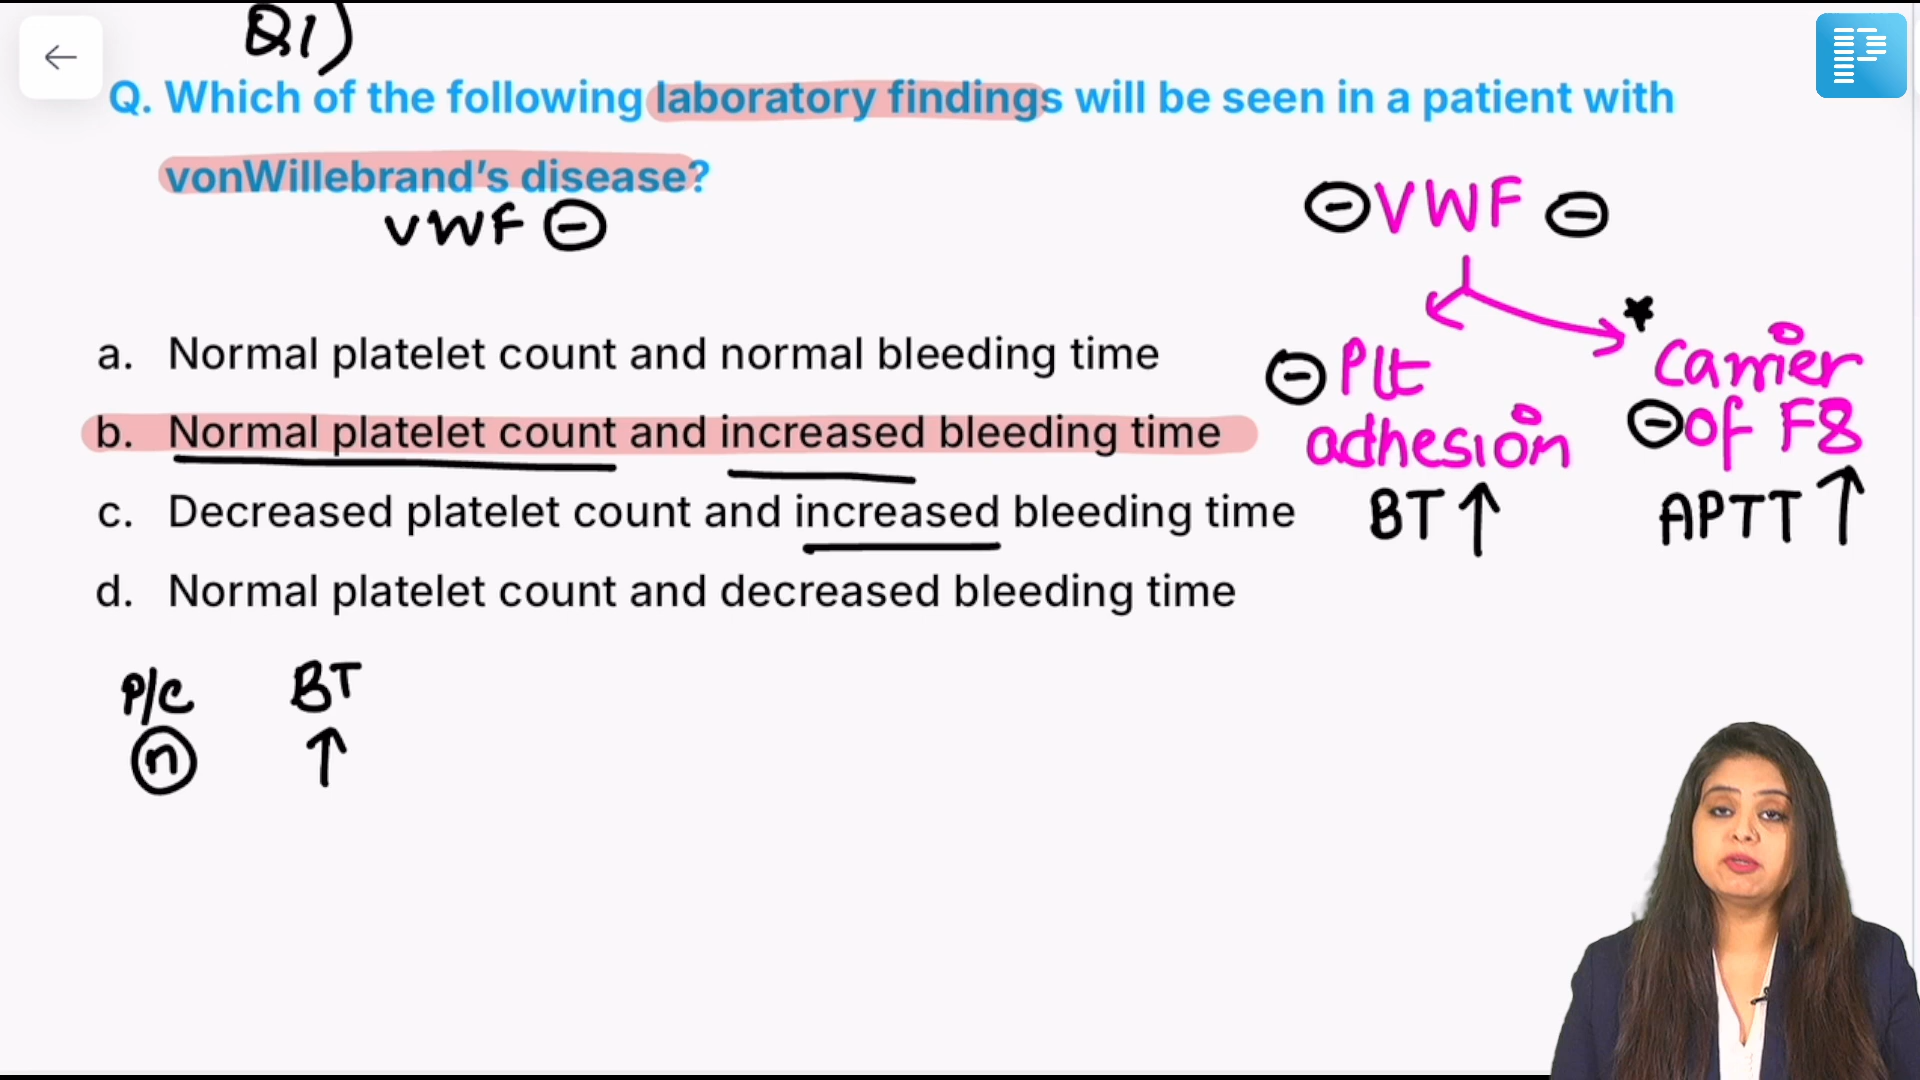 Q1)
Q. Which of the following laboratory findings will be seen in a patient with
vonWillebrand's disease?
VWF ⊖
a. Normal platelet count and normal bleeding time
b. Normal platelet count and increased bleeding time
c. Decreased platelet count and increased bleeding time
d. Normal platelet count and decreased bleeding time
P/C BT
n ↑
⊖ VWF ⊖
⊖ Plt
adhesion
BT ↑
Carrier
⊖ of F8
APTT ↑